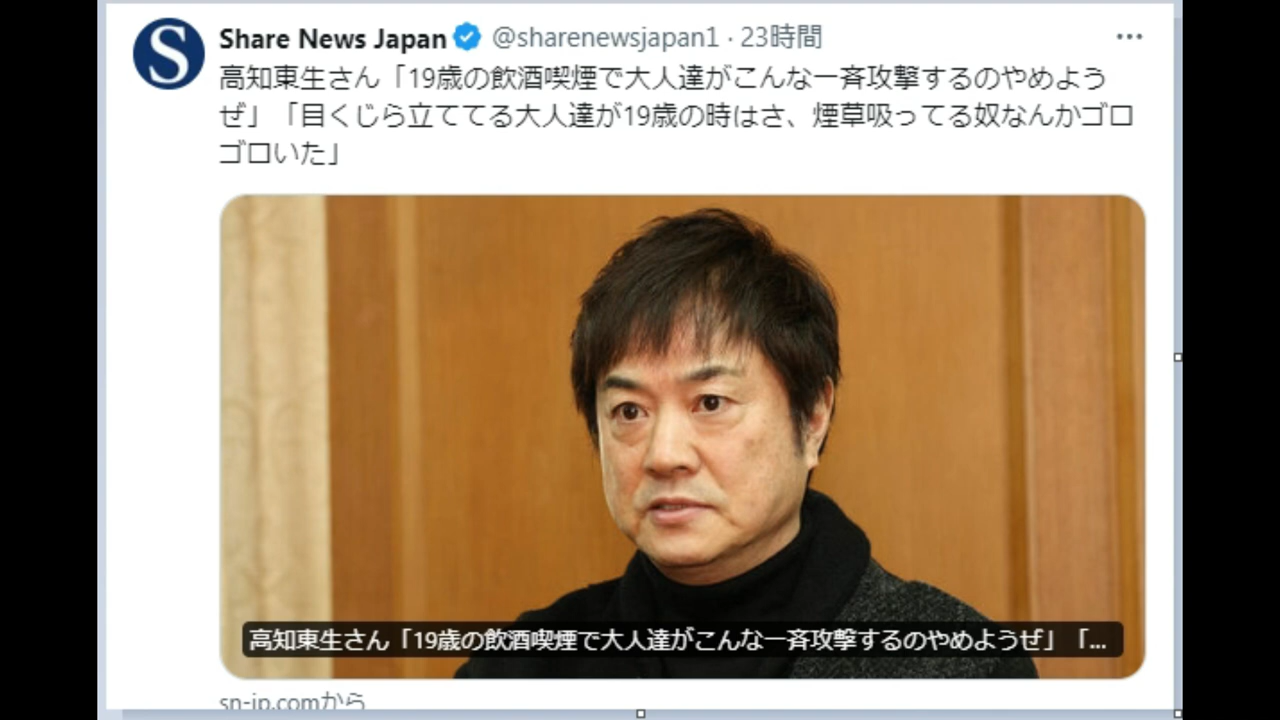 S
Share News Japan @sharenewsjapan1 · 23時間
高知東生さん「19歳の飲酒喫煙で大人達がこんな一斉攻撃するのやめよう
ぜ」「目くじら立ててる大人達が19歳の時はさ、煙草吸ってる奴なんかゴロ
ゴロいた」
高知東生さん「19歳の飲酒喫煙で大人達がこんな一斉攻撃するのやめようぜ」「...
sn-jp.comから